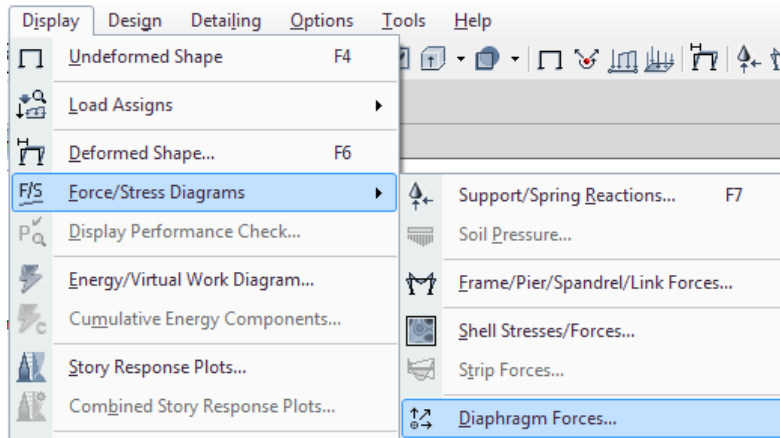 Display Design Detailing Options Tools Help
Undeformed Shape F4
Load Assigns
Deformed Shape... F6
F/S Force/Stress Diagrams
Support/Spring Reactions... F7
Display Performance Check...
Soil Pressure...
Energy/Virtual Work Diagram...
Frame/Pier/Spandrel/Link Forces...
Cumulative Energy Components...
Shell Stresses/Forces...
Story Response Plots...
Strip Forces...
Combined Story Response Plots...
Diaphragm Forces...